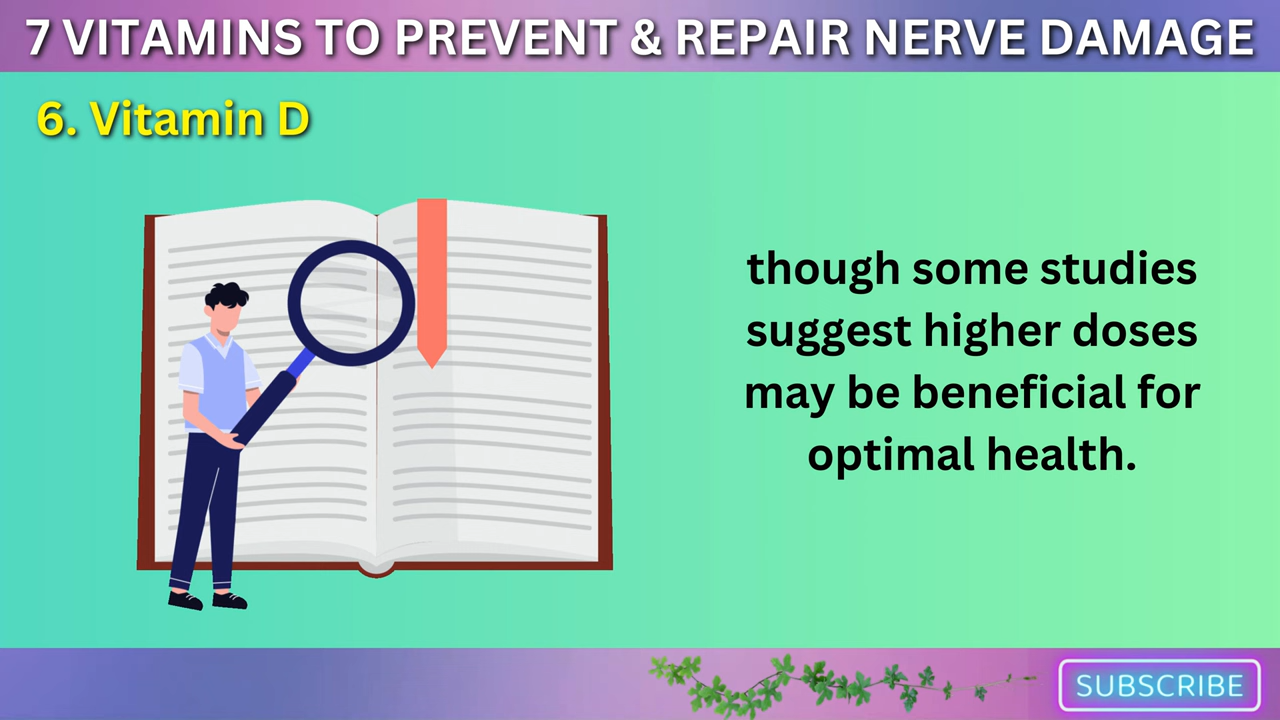 7 VITAMINS TO PREVENT & REPAIR NERVE DAMAGE
6. Vitamin D
though some studies
suggest higher doses
may be beneficial for
optimal health.
SUBSCRIBE